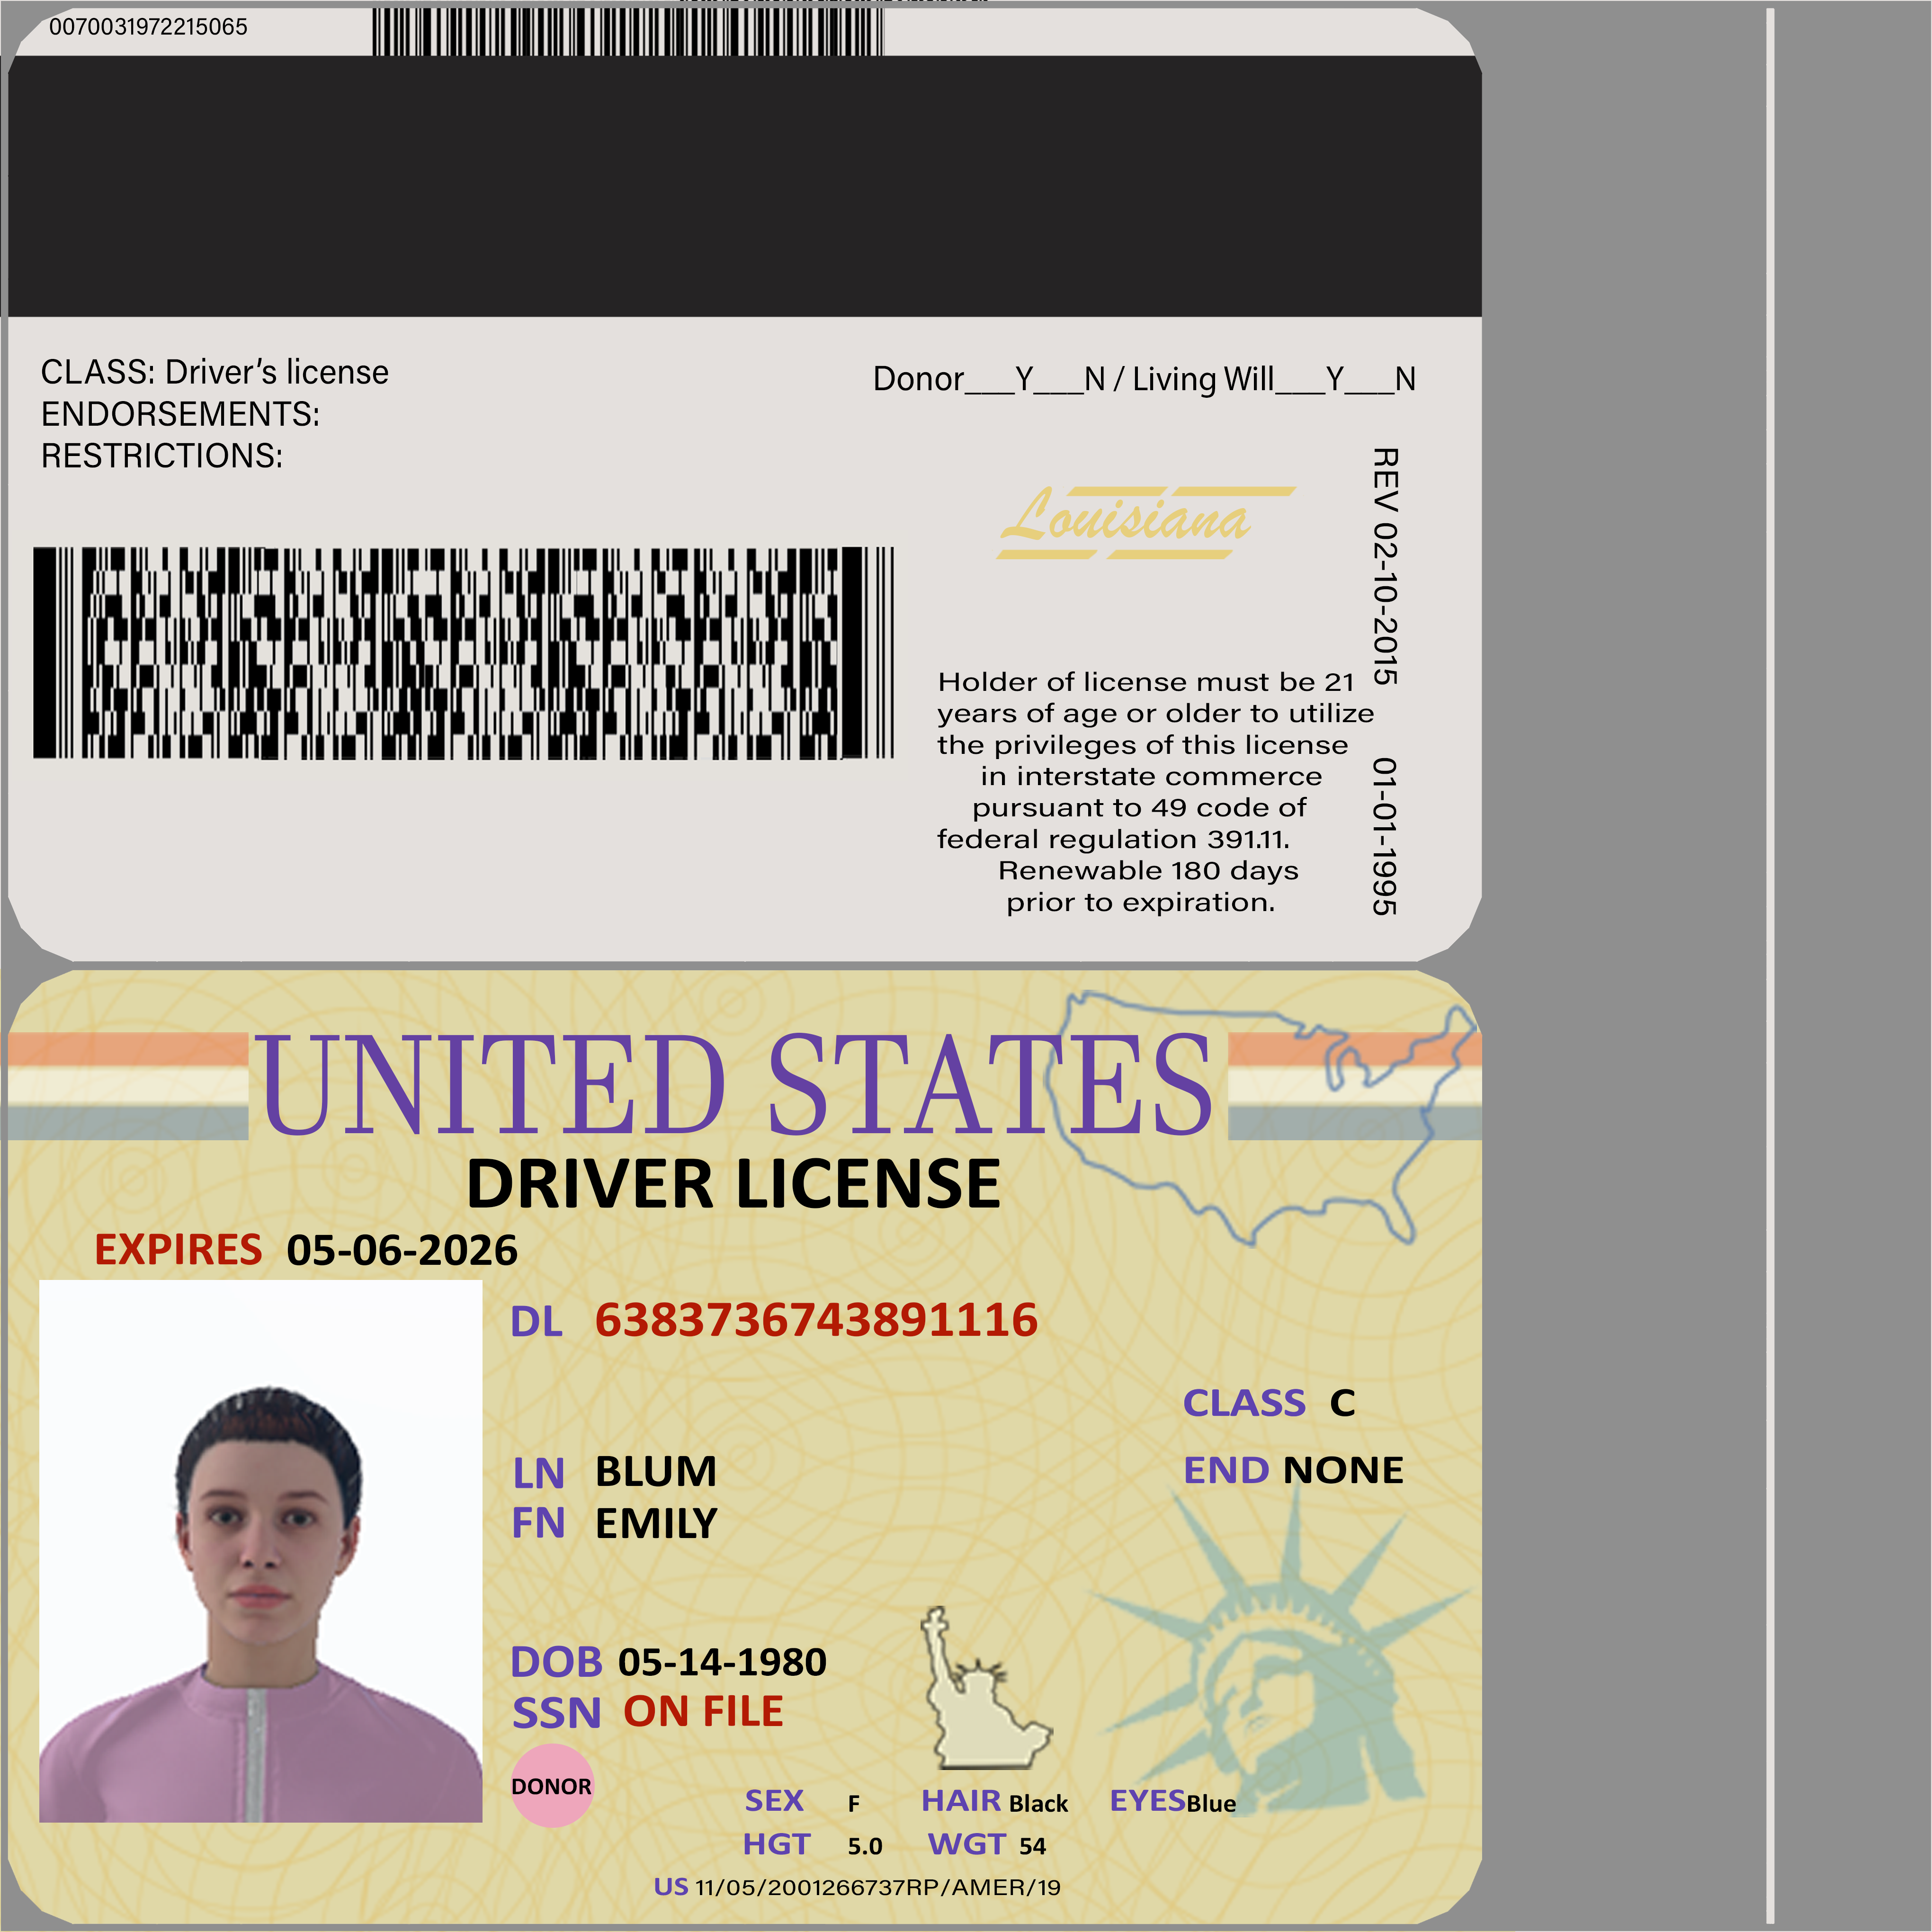 0070031972215065
CLASS: Driver's license
ENDORSEMENTS:
RESTRICTIONS:
Donor___Y___N / Living Will___Y___N
Louisiana
REV 02-10-2015 01-01-1995
Holder of license must be 21
years of age or older to utilize
the privileges of this license
in interstate commerce
pursuant to 49 code of
federal regulation 391.11.
Renewable 180 days
prior to expiration.
UNITED STATES
DRIVER LICENSE
EXPIRES 05-06-2026
DL 6383736743891116
CLASS C
END NONE
LN BLUM
FN EMILY
DOB 05-14-1980
SSN ON FILE
DONOR
SEX F HAIR Black EYES Blue
HGT 5.0 WGT 54
US 11/05/2001266737RP/AMER/19